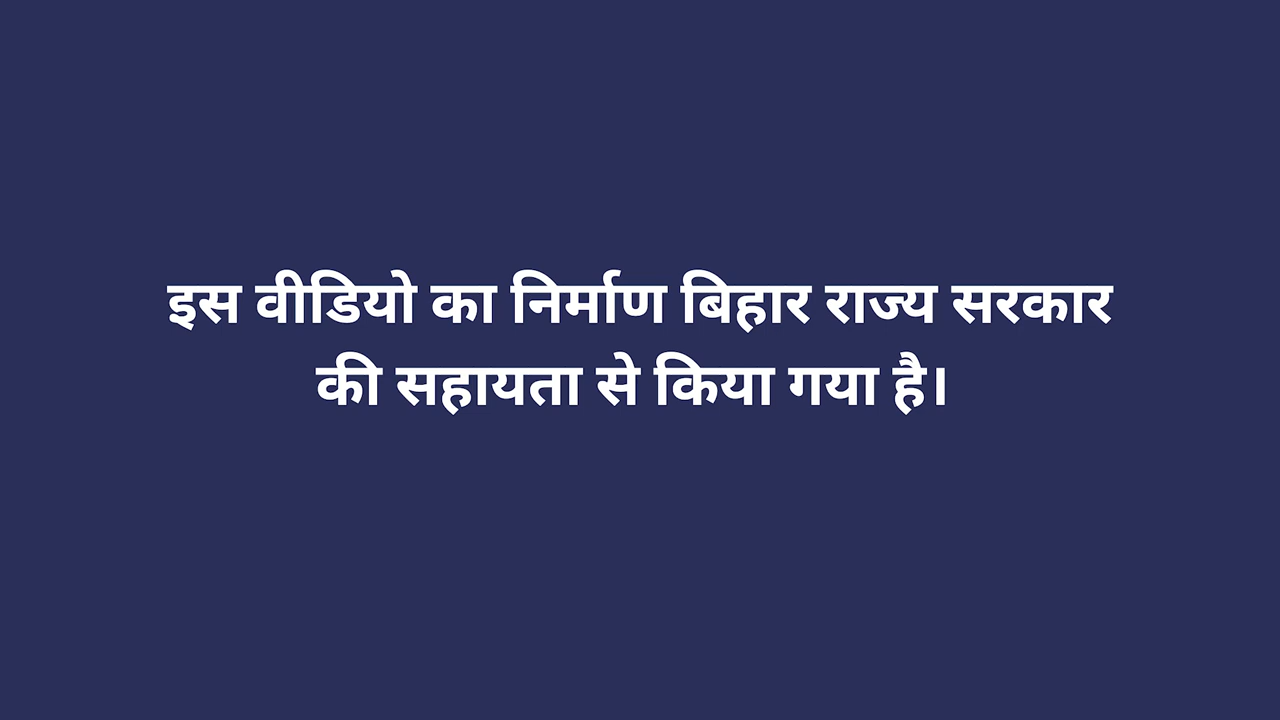 इस वीडियो का निर्माण बिहार राज्य सरकार
की सहायता से किया गया है।